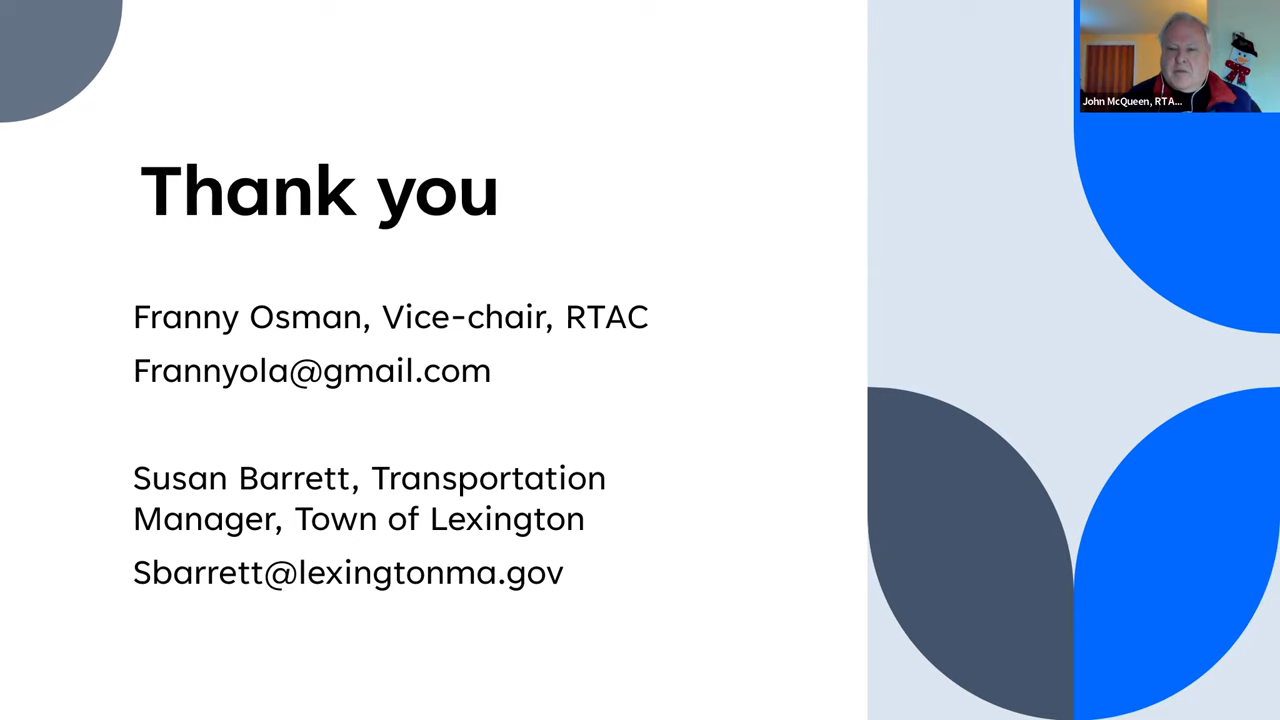 John McQueen, RTA...
Thank you
Franny Osman, Vice-chair, RTAC
Frannyola@gmail.com
Susan Barrett, Transportation
Manager, Town of Lexington
Sbarrett@lexingtonma.gov